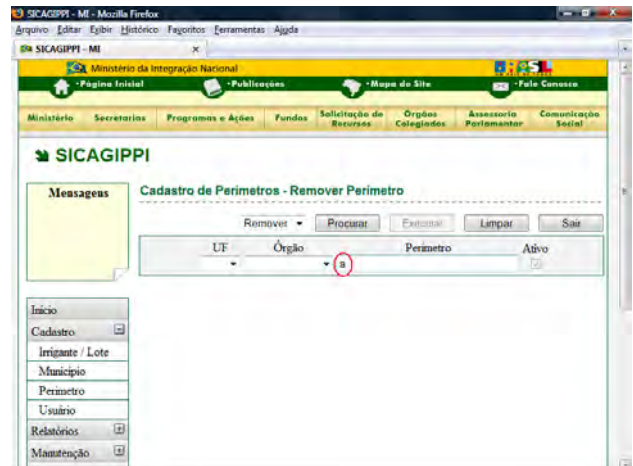 SICAGIPPI - MI - Mozilla Firefox
Arquivo Editar Exibir Histórico Favoritos Ferramentas Ajuda
SICAGIPPI - MI ×
Ministério da Integração Nacional
•Página Inicial •Publicações •Mapa do Site •Fale Conosco
Ministério Secretarias Programas e Ações Fundos Solicitação de Recursos Órgãos Colegiados Assessoria Parlamentar Comunicação Social
SICAGIPPI
Mensagens
Cadastro de Perimetros - Remover Perimetro
Remover Procurar Executar Limpar Sair
UF Órgão Perimetro Ativo
a
Início
Cadastro
Irrigante / Lote
Município
Perimetro
Usuário
Relatórios
Manutenção